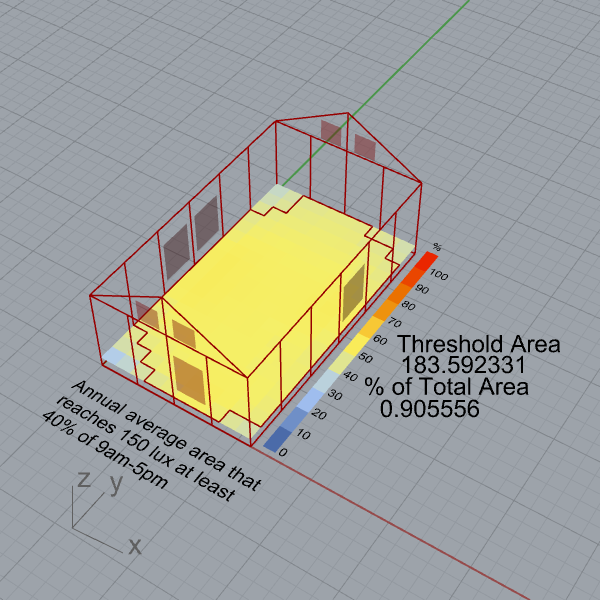 %
100
90
80
70
60
50
40
30
20
10
0
Threshold Area
183.592331
% of Total Area
0.905556
Annual average area that
reaches 150 lux at least
40% of 9am-5pm
z
y
x